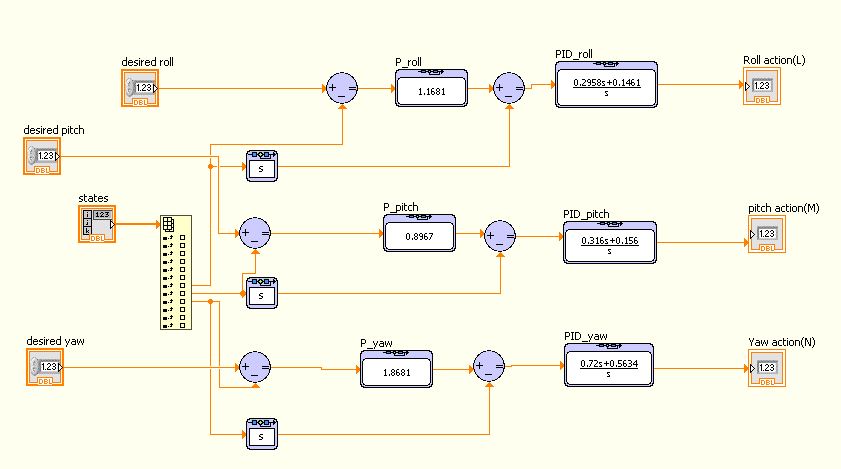 desired roll
1.23
DBL
+
_
=
P_roll
1.1681
+
_
=
PID_roll
0.2958s+0.1461
s
Roll action(L)
1.23
DBL
desired pitch
1.23
DBL
s
states
i
j
k
123
DBL
+
_
=
P_pitch
0.8967
+
_
=
PID_pitch
0.316s+0.156
s
pitch action(M)
1.23
DBL
s
desired yaw
1.23
DBL
+
_
=
P_yaw
1.8681
+
_
=
PID_yaw
0.72s+0.5634
s
Yaw action(N)
1.23
DBL
s